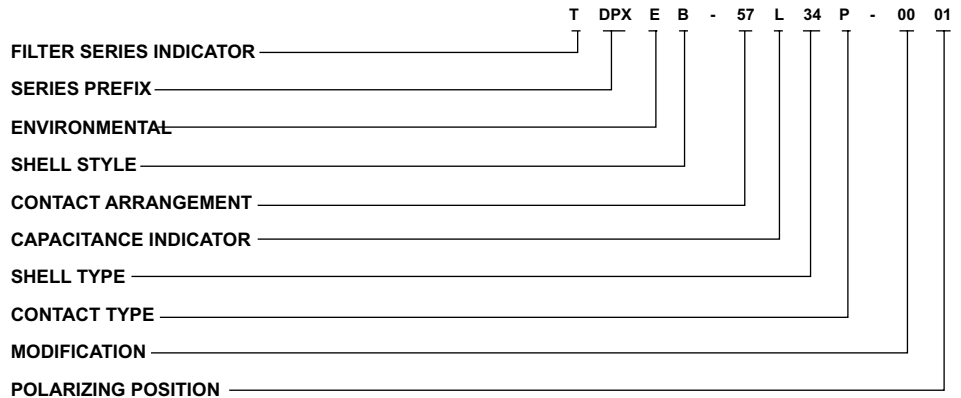 T DPX E B - 57 L 34 P - 00 01
FILTER SERIES INDICATOR
SERIES PREFIX
ENVIRONMENTAL
SHELL STYLE
CONTACT ARRANGEMENT
CAPACITANCE INDICATOR
SHELL TYPE
CONTACT TYPE
MODIFICATION
POLARIZING POSITION